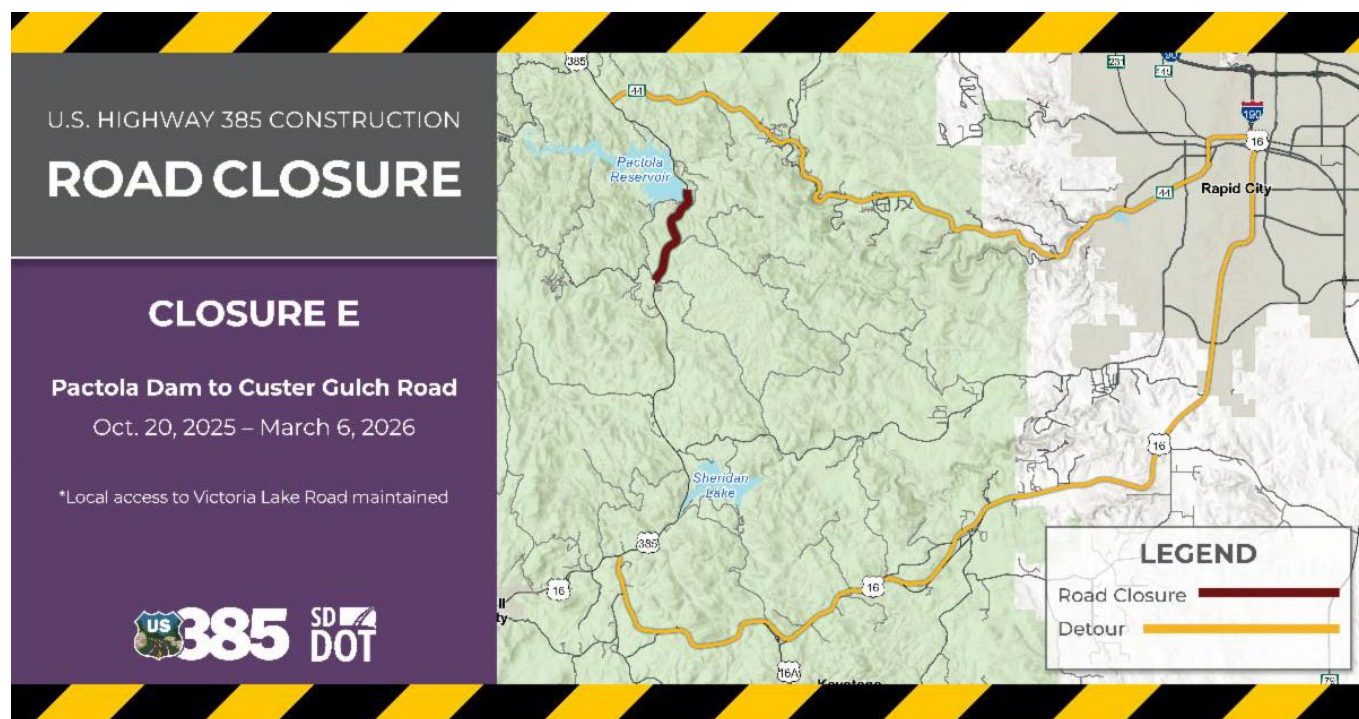 U.S. HIGHWAY 385 CONSTRUCTION
ROAD CLOSURE
CLOSURE E
Pactola Dam to Custer Gulch Road
Oct. 20, 2025 – March 6, 2026
*Local access to Victoria Lake Road maintained
US 385
SD
DOT
385
44
Pactola
Reservoir
231
190
16
Rapid City
44
16
Sheridan
Lake
385
16
16
16A
Keystone
79
LEGEND
Road Closure
Detour